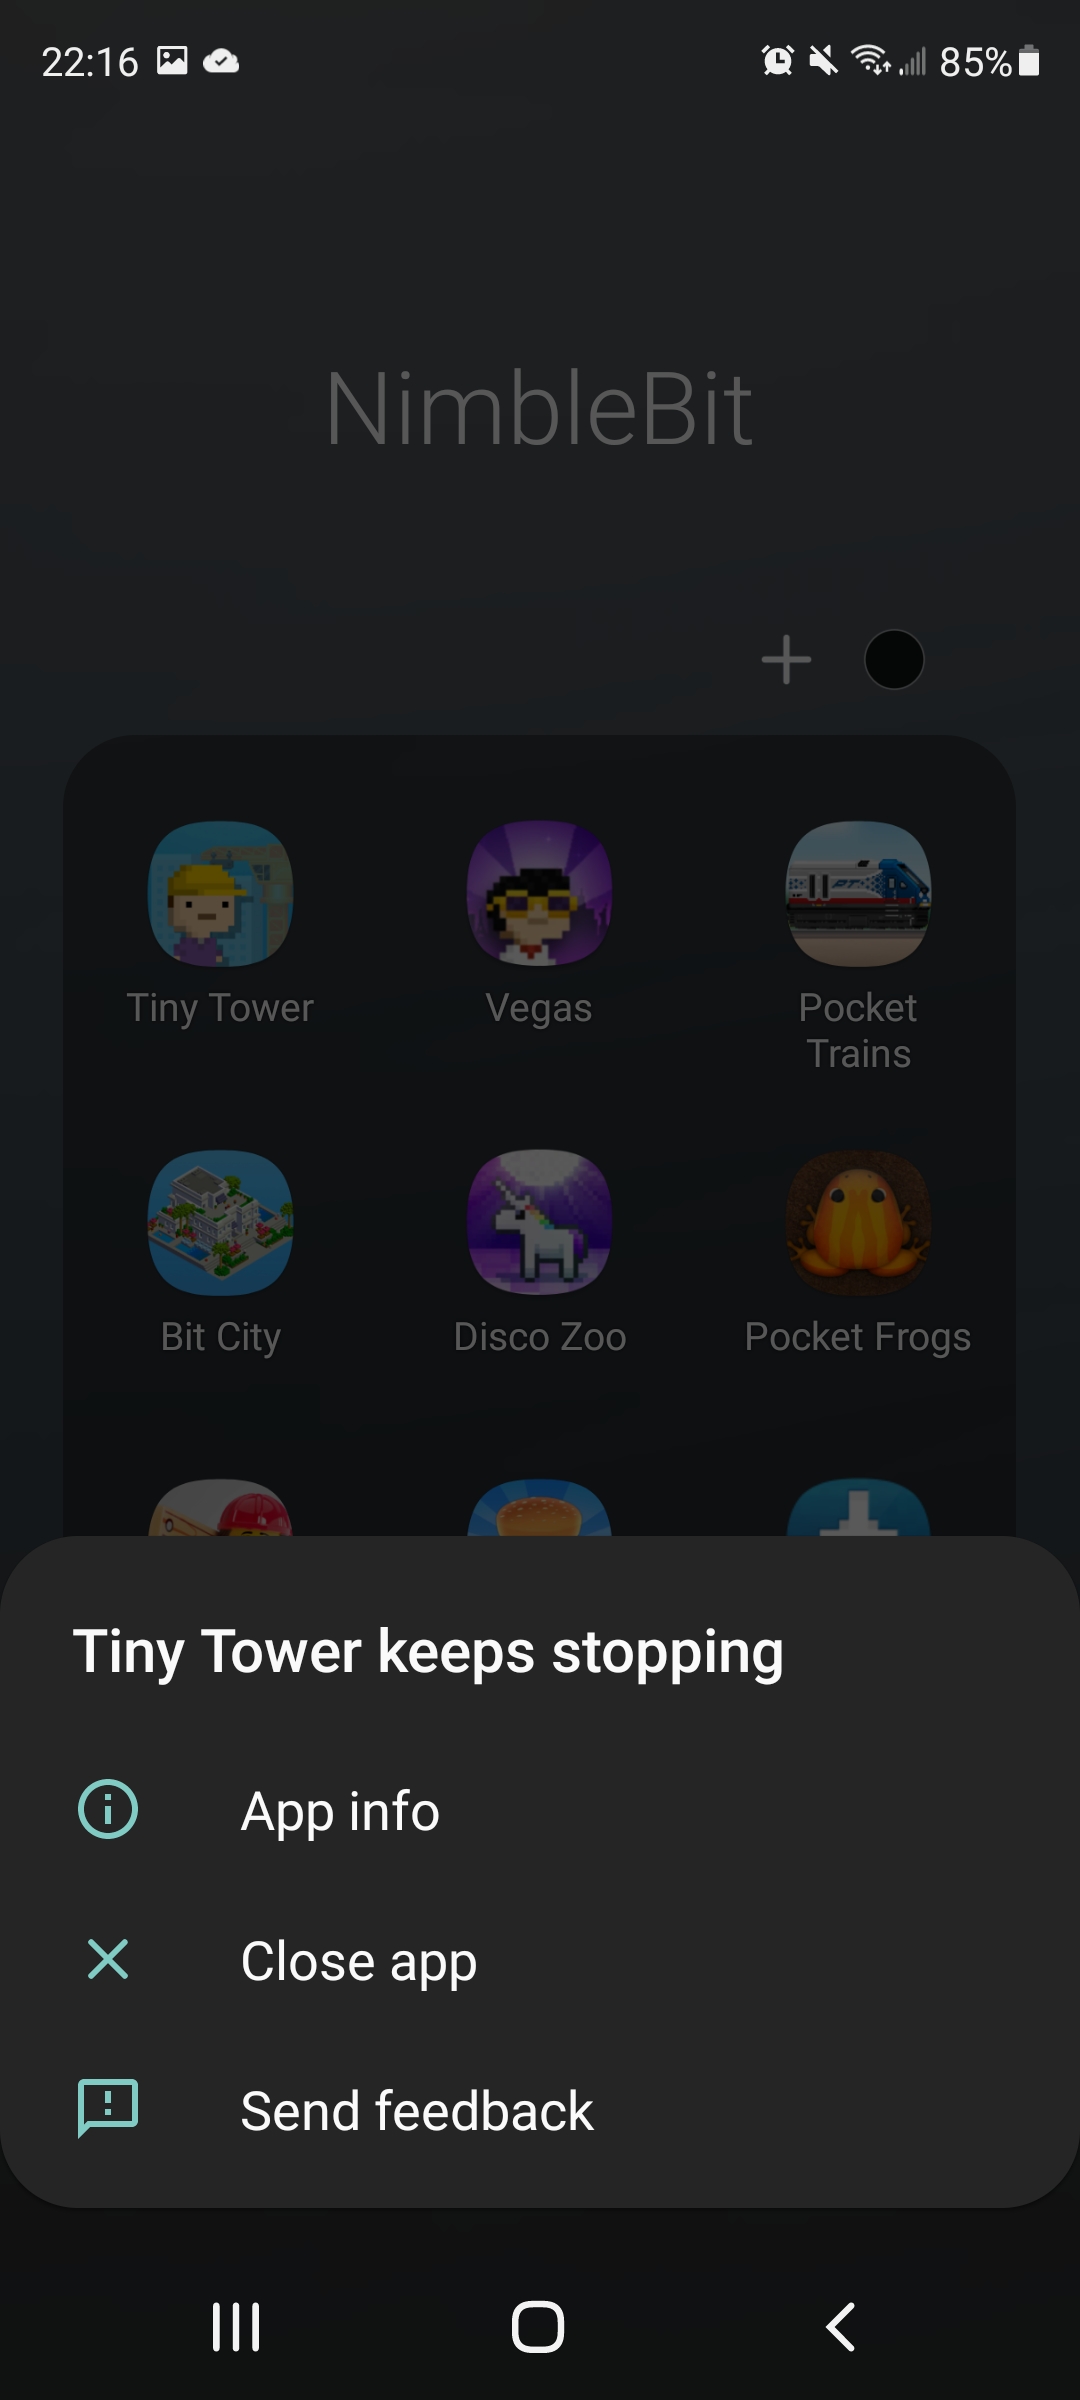 22:16 85%
NimbleBit
Tiny Tower Vegas Pocket
Trains
Bit City Disco Zoo Pocket Frogs
Tiny Tower keeps stopping
App info
Close app
Send feedback